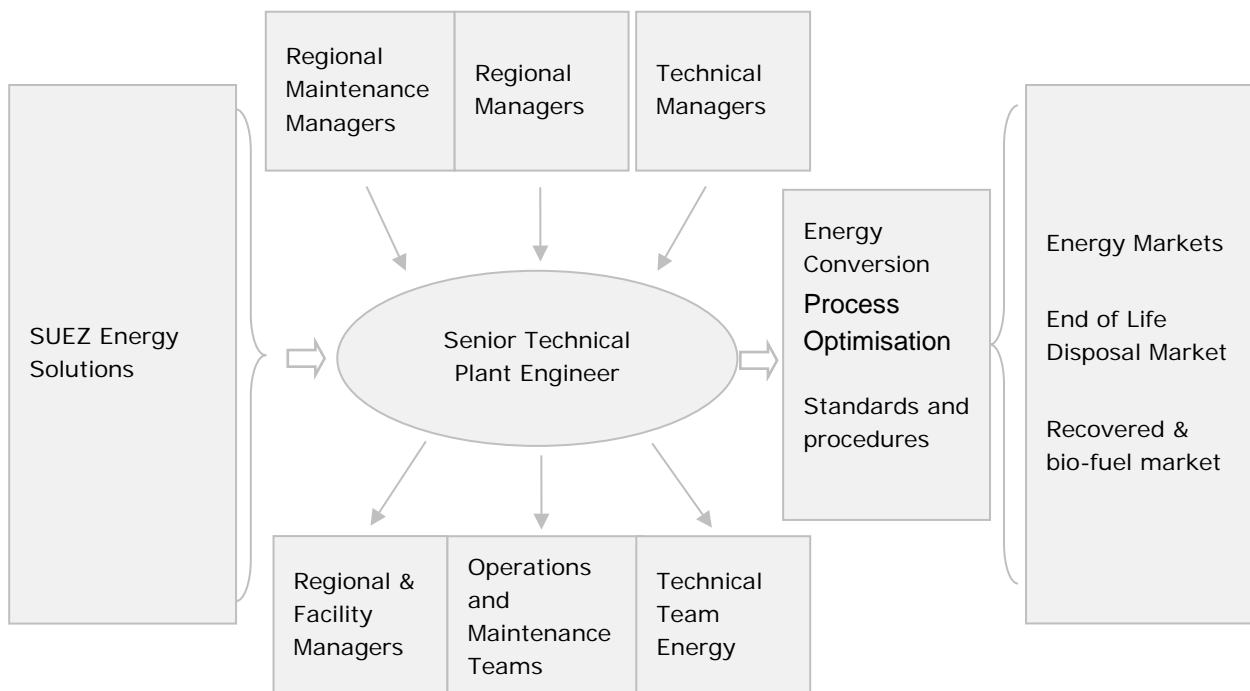 Regional
Maintenance
Managers
Regional
Managers
Technical
Managers
SUEZ Energy
Solutions
Senior Technical
Plant Engineer
Energy
Conversion
Process
Optimisation
Standards and
procedures
Energy Markets
End of Life
Disposal Market
Recovered &
bio-fuel market
Regional &
Facility
Managers
Operations
and
Maintenance
Teams
Technical
Team
Energy